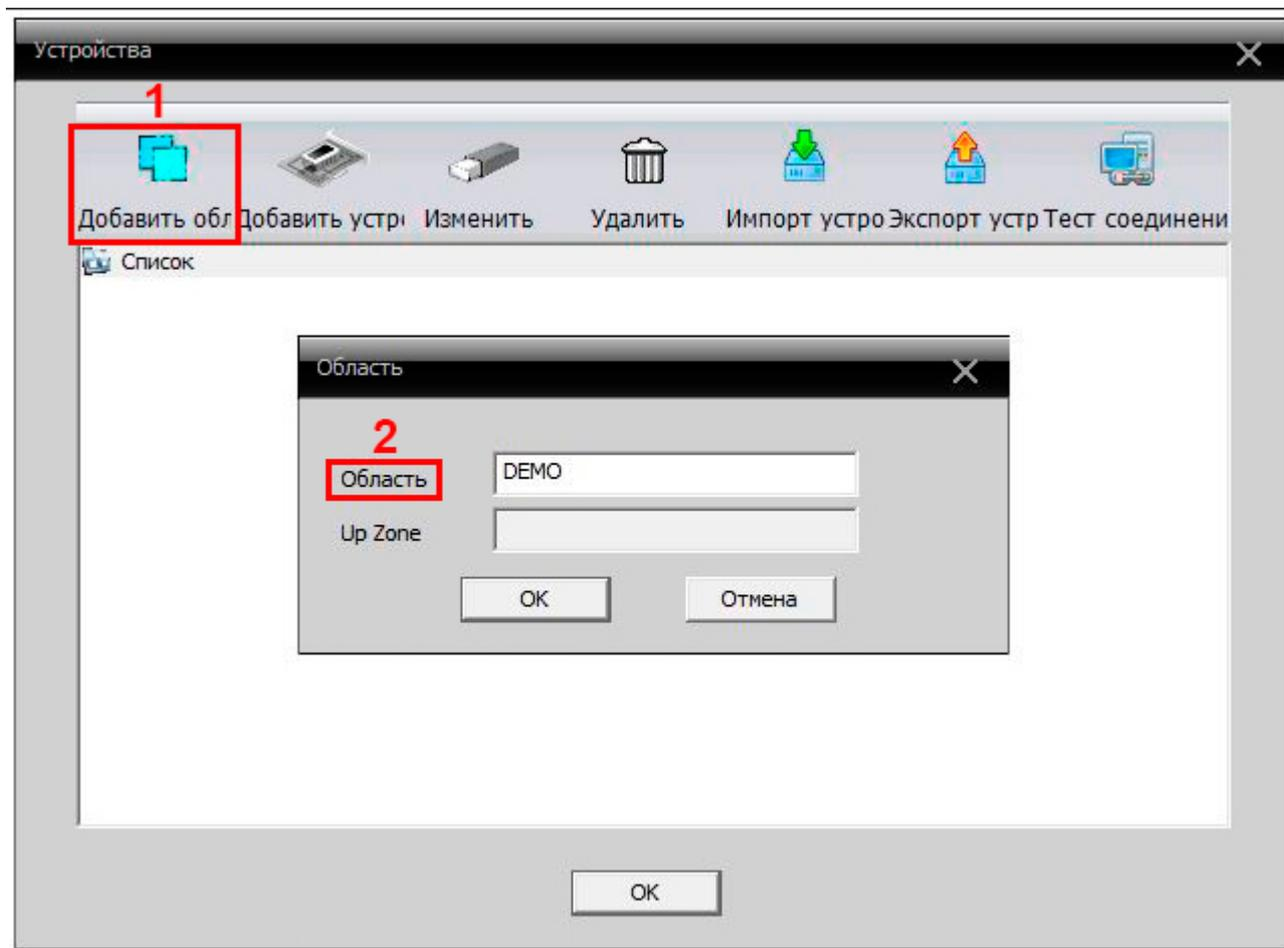 Устройства
1
Добавить обл Добавить устр Изменить Удалить Импорт устро Экспорт устр Тест соединени
Список
Область
2
Область DEMO
Up Zone
OK Отмена
OK